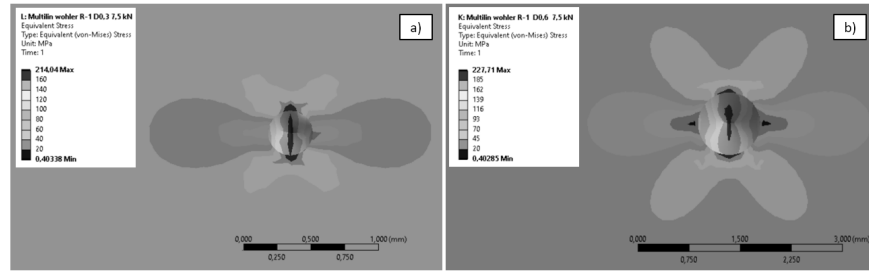 L: Multilin wohler R-1 D0,3 7,5 kN
Equivalent Stress
Type: Equivalent (von-Mises) Stress
Unit: MPa
Time: 1
214,04 Max
160
140
120
100
80
60
40
20
0,40338 Min
a)
0,000
0,500
1,000 (mm)
0,250
0,750
K: Multilin wohler R-1 D0,6 7,5 kN
Equivalent Stress
Type: Equivalent (von-Mises) Stress
Unit: MPa
Time: 1
227,71 Max
185
162
139
116
93
70
45
20
0,40285 Min
b)
0,000
1,500
3,000 (mm)
0,750
2,250